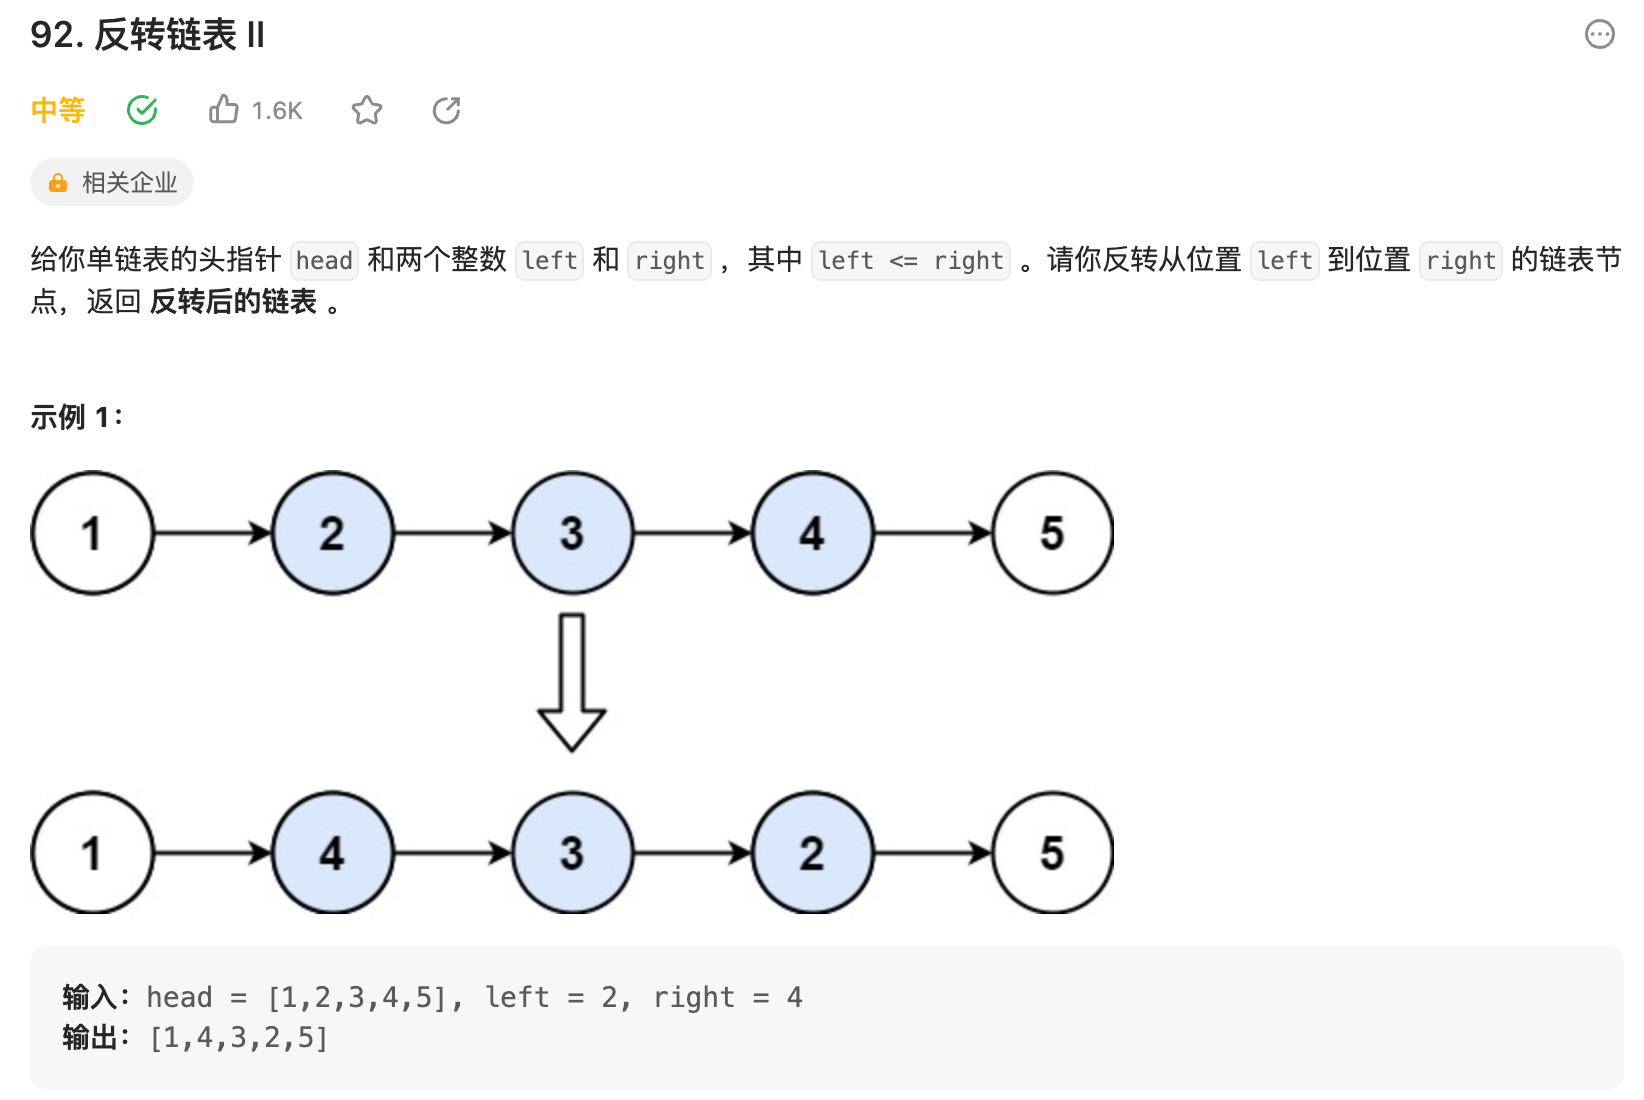 92. 反转链表 II
中等 1.6K
相关企业
给你单链表的头指针 head 和两个整数 left 和 right ，其中 left <= right 。请你反转从位置 left 到位置 right 的链表节
点，返回 反转后的链表 。
示例 1：
1 2 3 4 5
1 4 3 2 5
输入：head = [1,2,3,4,5], left = 2, right = 4
输出：[1,4,3,2,5]